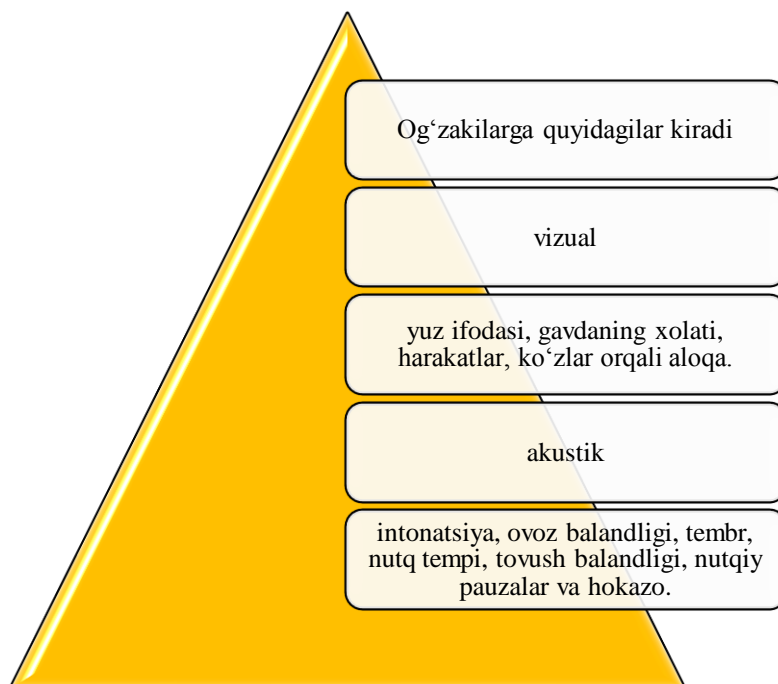 Og‘zakilarga quyidagilar kiradi
vizual
yuz ifodasi, gavdaning xolati,
harakatlar, ko‘zlar orqali aloqa.
akustik
intonatsiya, ovoz balandligi, tembr,
nutq tempi, tovush balandligi, nutqiy
pauzalar va hokazo.